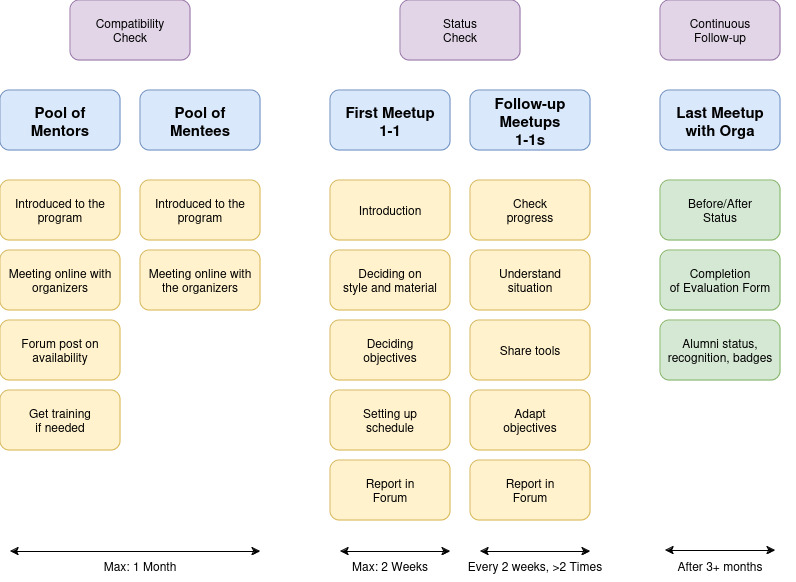 Compatibility
Check
Status
Check
Continuous
Follow-up
Pool of
Mentors
Pool of
Mentees
First Meetup
1-1
Follow-up
Meetups
1-1s
Last Meetup
with Orga
Introduced to the
program
Introduced to the
program
Introduction
Check
progress
Before/After
Status
Meeting online with
organizers
Meeting online with
the organizers
Deciding on
style and material
Understand
situation
Completion
of Evaluation Form
Forum post on
availability
Deciding
objectives
Share tools
Alumni status,
recognition, badges
Get training
if needed
Setting up
schedule
Adapt
objectives
Report in
Forum
Report in
Forum
Max: 1 Month
Max: 2 Weeks
Every 2 weeks, >2 Times
After 3+ months